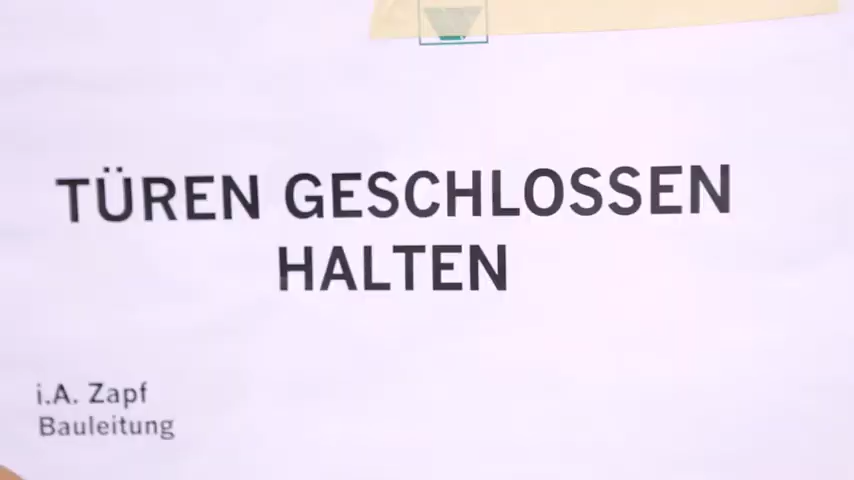 TÜREN GESCHLOSSEN
HALTEN
i.A. Zapf
Bauleitung